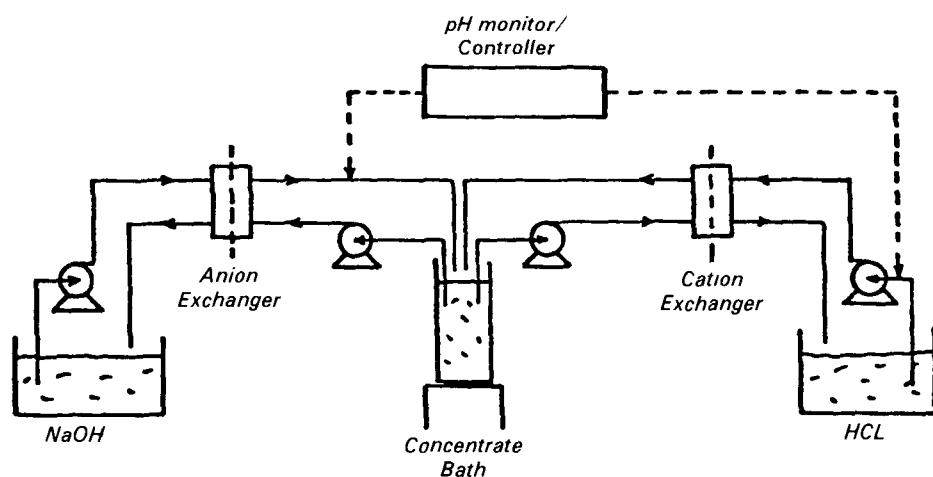 pH monitor/
Controller
Anion
Exchanger
Cation
Exchanger
NaOH
Concentrate
Bath
HCL